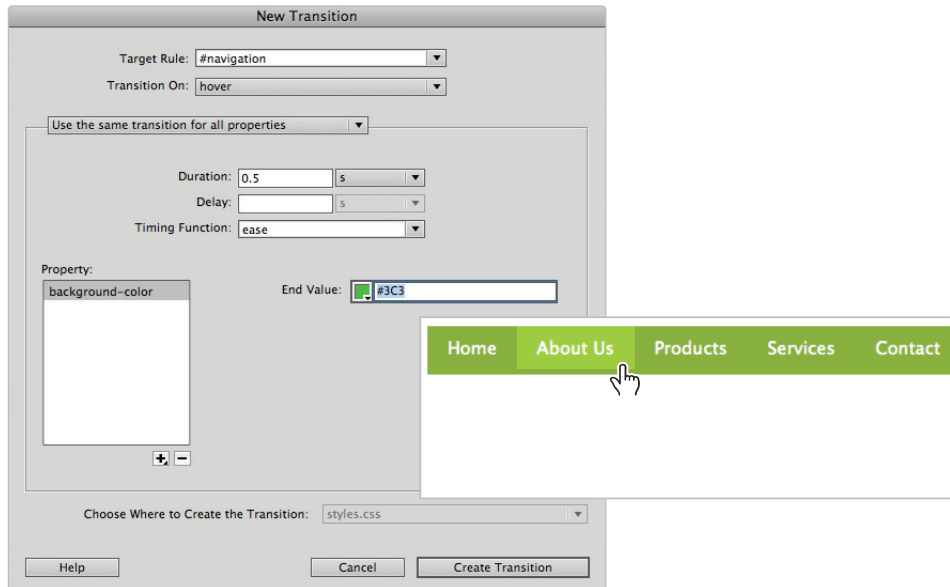 New Transition
Target Rule: #navigation
Transition On: hover
Use the same transition for all properties
Duration: 0.5 s
Delay: s
Timing Function: ease
Property:
background-color
End Value: #3C3
Home About Us Products Services Contact
Choose Where to Create the Transition: styles.css
Help Cancel Create Transition